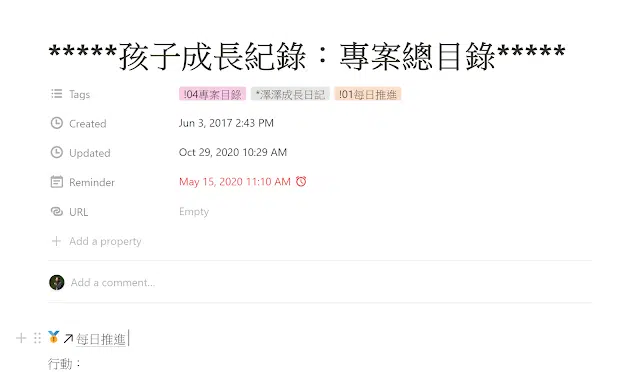 *****孩子成長紀錄：專案總目錄*****
Tags !04專案目錄 *澤澤成長日記 !01每日推進
Created Jun 3, 2017 2:43 PM
Updated Oct 29, 2020 10:29 AM
Reminder May 15, 2020 11:10 AM
URL Empty
Add a property
Add a comment...
每日推進
行動：